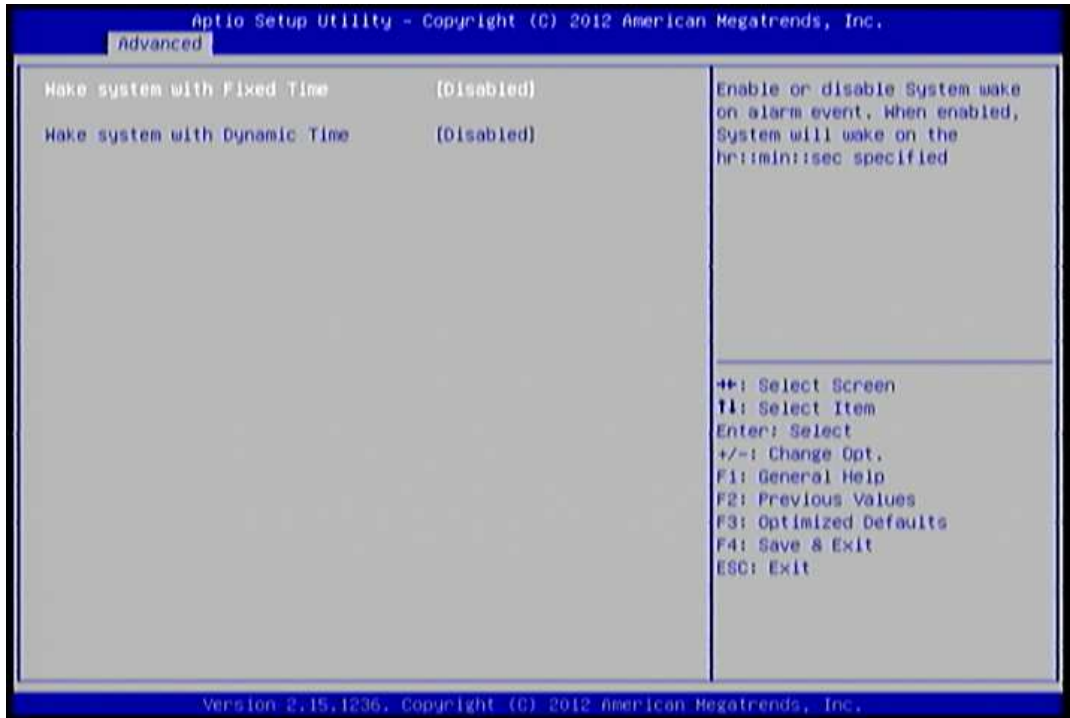 Aptio Setup Utility - Copyright (C) 2012 American Megatrends, Inc.
Advanced
Wake system with Fixed Time [Disabled]
Wake system with Dynamic Time [Disabled]
Enable or disable System wake
on alarm event. When enabled,
System will wake on the
hr::min::sec specified
→←: Select Screen
↑↓: Select Item
Enter: Select
+/-: Change Opt.
F1: General Help
F2: Previous Values
F3: Optimized Defaults
F4: Save & Exit
ESC: Exit
Version 2.15.1236. Copyright (C) 2012 American Megatrends, Inc.